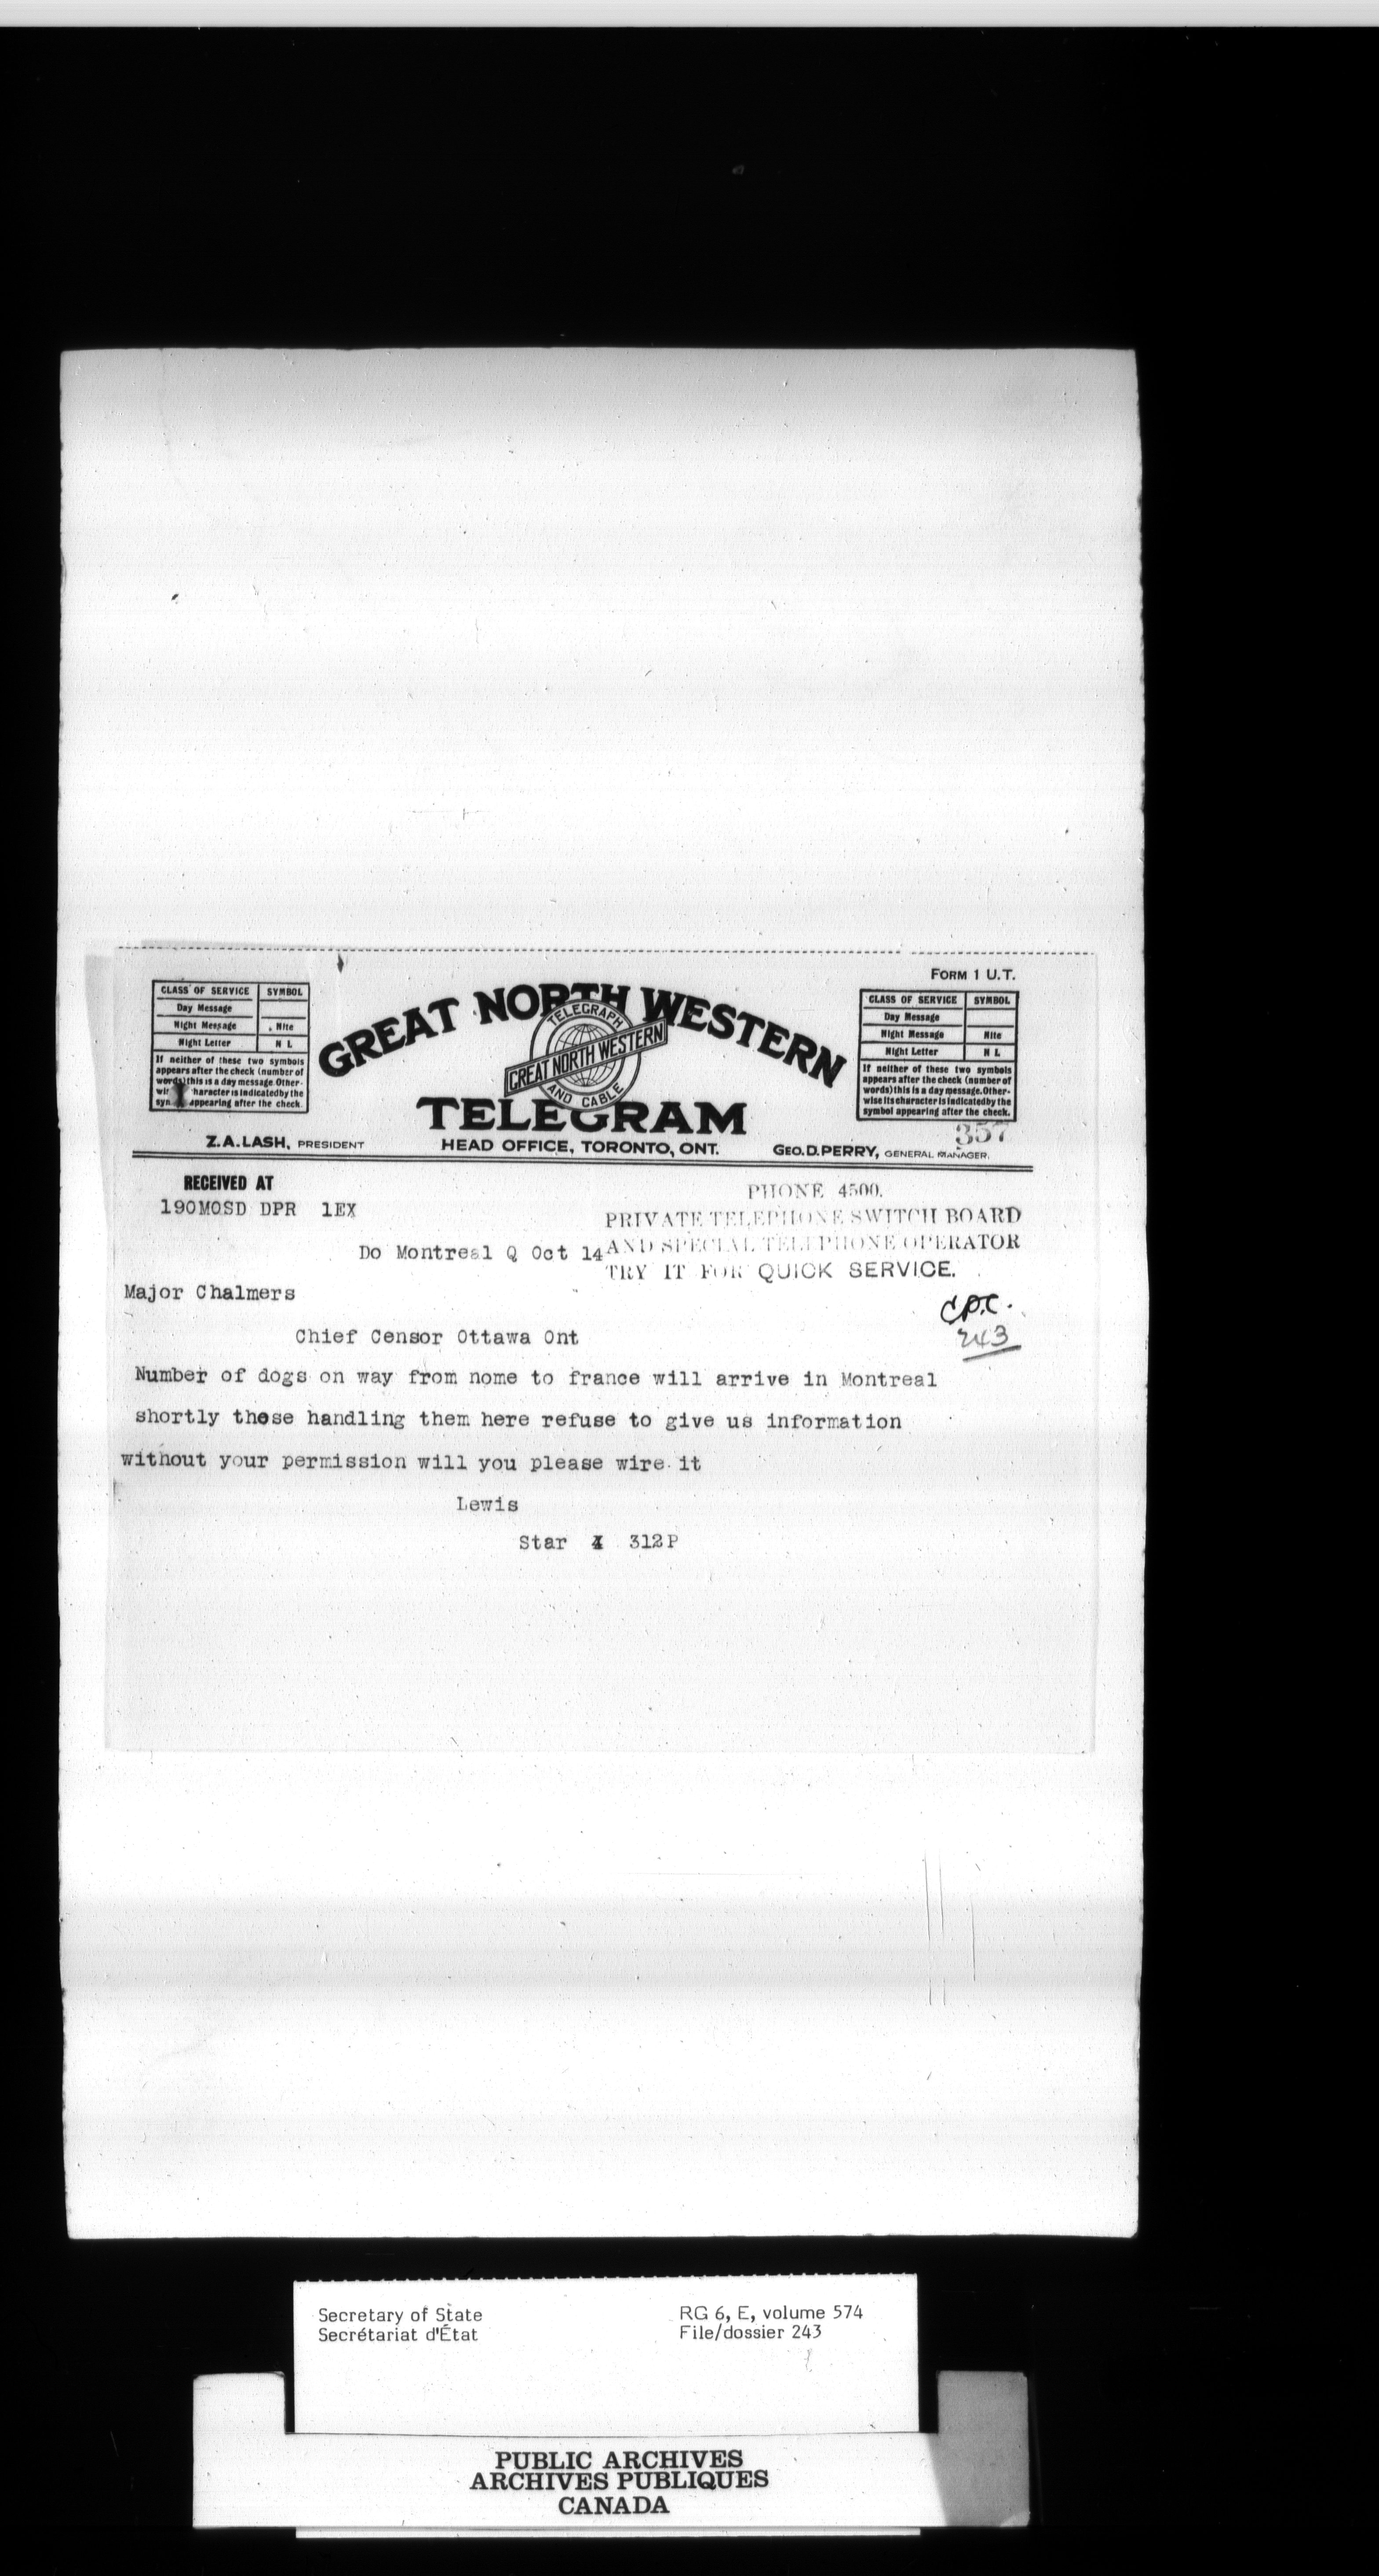 FORM 1 U.T.
CLASS OF SERVICE SYMBOL
Day Message
Night Message Nite
Night Letter N L
If neither of these two symbols
appears after the check (number of
words) this is a day message. Other-
haracter is indicated by the
appearing after the check.
GREAT NORTH WESTERN
TELEGRAPH
GREAT NORTH WESTERN
AND CABLE
TELEGRAM
CLASS OF SERVICE SYMBOL
Day Message
Night Message Nite
Night Letter N L
If neither of these two symbols
appears after the check (number of
words) this is a day message. Other-
wise its character is indicated by the
symbol appearing after the check.
357
Z.A. LASH, PRESIDENT HEAD OFFICE, TORONTO, ONT. GEO. D. PERRY, GENERAL MANAGER.
RECEIVED AT
190MOSD DPR 1EX
PHONE 4500.
PRIVATE TELEPHONE SWITCH BOARD
AND SPECIAL TELEPHONE OPERATOR
TRY IT FOR QUICK SERVICE.
Do Montreal Q Oct 14
Major Chalmers
C.P.C.
243
Chief Censor Ottawa Ont
Number of dogs on way from nome to france will arrive in Montreal
shortly those handling them here refuse to give us information
without your permission will you please wire it
Lewis
Star 312P
Secretary of State
Secrétariat d'État
RG 6, E, volume 574
File/dossier 243
PUBLIC ARCHIVES
ARCHIVES PUBLIQUES
CANADA